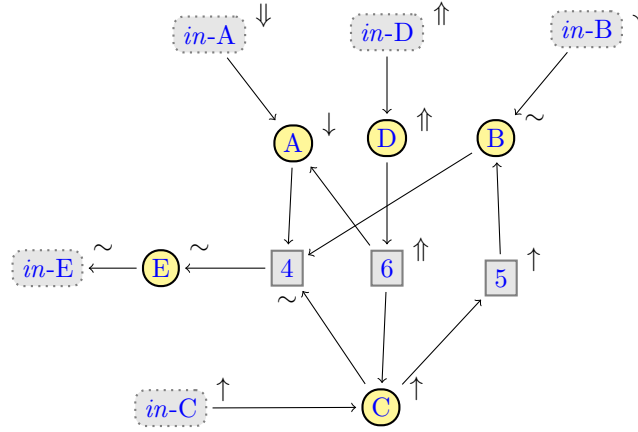 in-A ⇓
in-D ⇑
in-B
A ↓
D ⇑
B ~
in-E ~
E ~
4 ~
6 ⇑
5 ↑
in-C ↑
C ↑